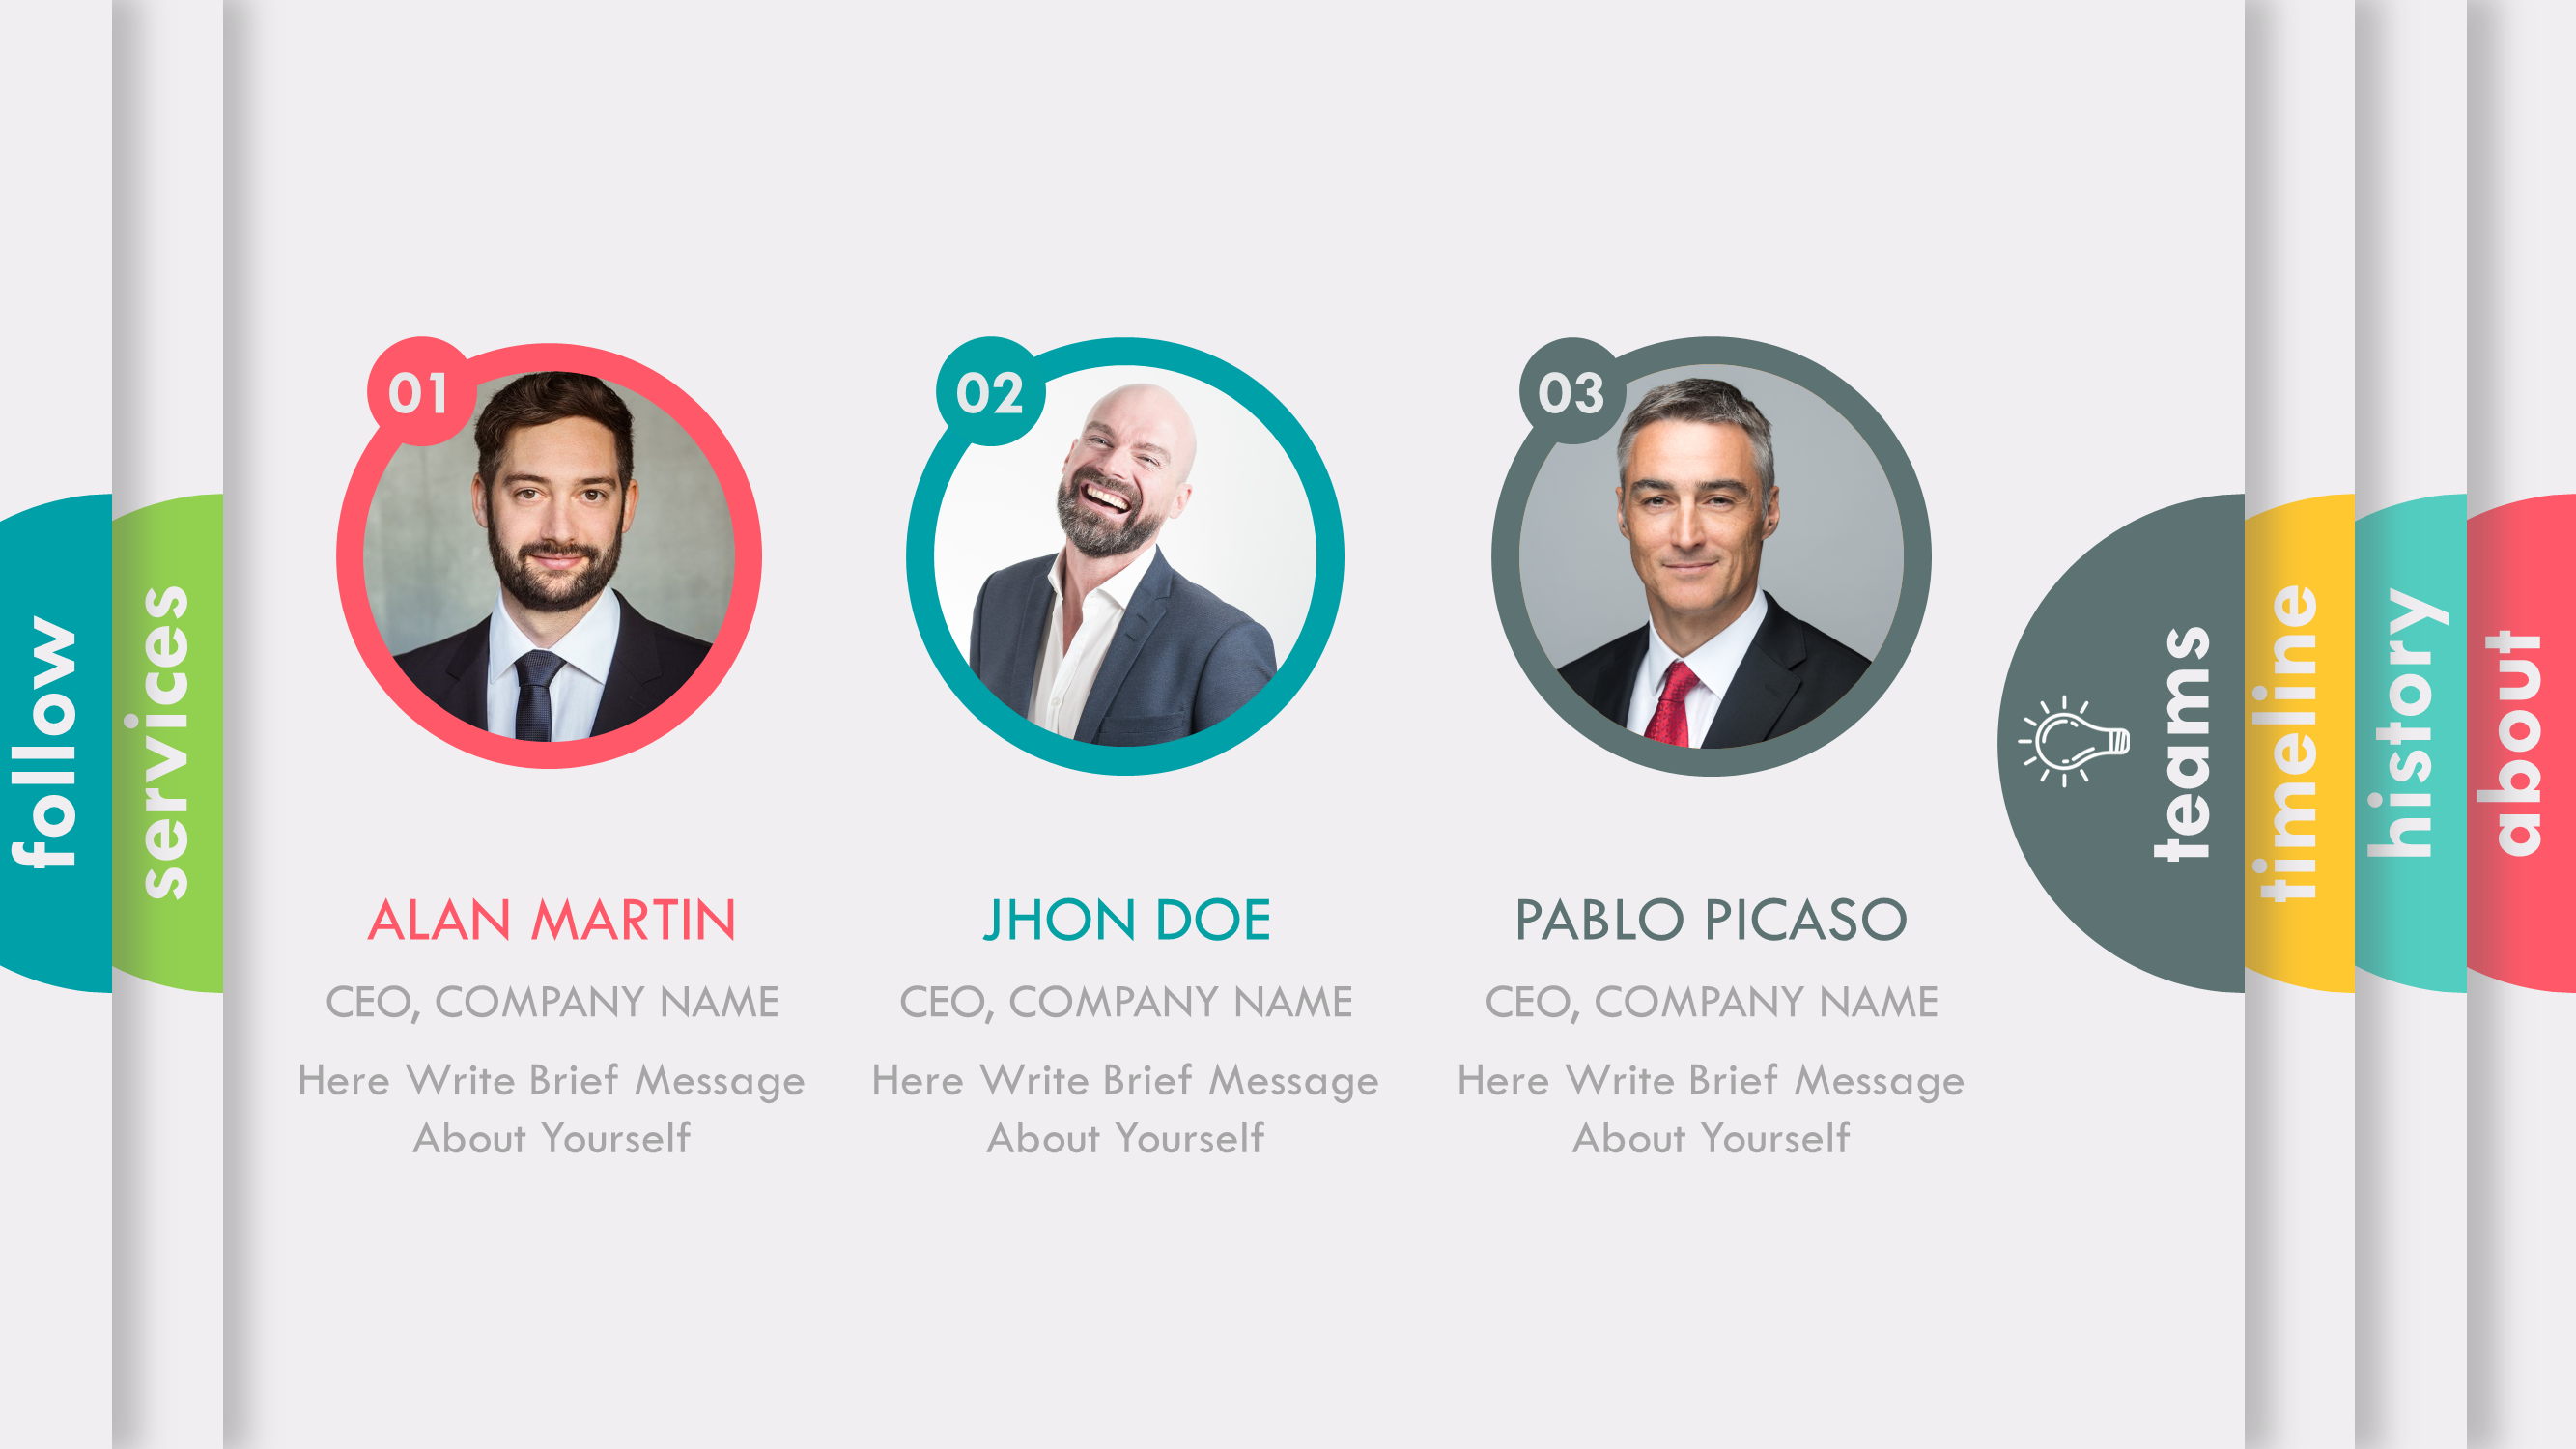 follow
services
01
ALAN MARTIN
CEO, COMPANY NAME
Here Write Brief Message
About Yourself
02
JHON DOE
CEO, COMPANY NAME
Here Write Brief Message
About Yourself
03
PABLO PICASO
CEO, COMPANY NAME
Here Write Brief Message
About Yourself
teams
timeline
history
about